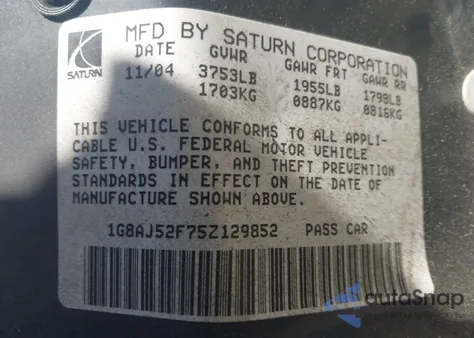 MFD BY SATURN CORPORATION
SATURN
DATE GVWR GAWR FRT GAWR RR
11/04 3753LB 1955LB 1798LB
1703KG 0887KG 0816KG
THIS VEHICLE CONFORMS TO ALL APPLI-
CABLE U.S. FEDERAL MOTOR VEHICLE
SAFETY, BUMPER, AND THEFT PREVENTION
STANDARDS IN EFFECT ON THE DATE OF
MANUFACTURE SHOWN ABOVE.
1G8AJ52F75Z129852 PASS CAR
autoSnap